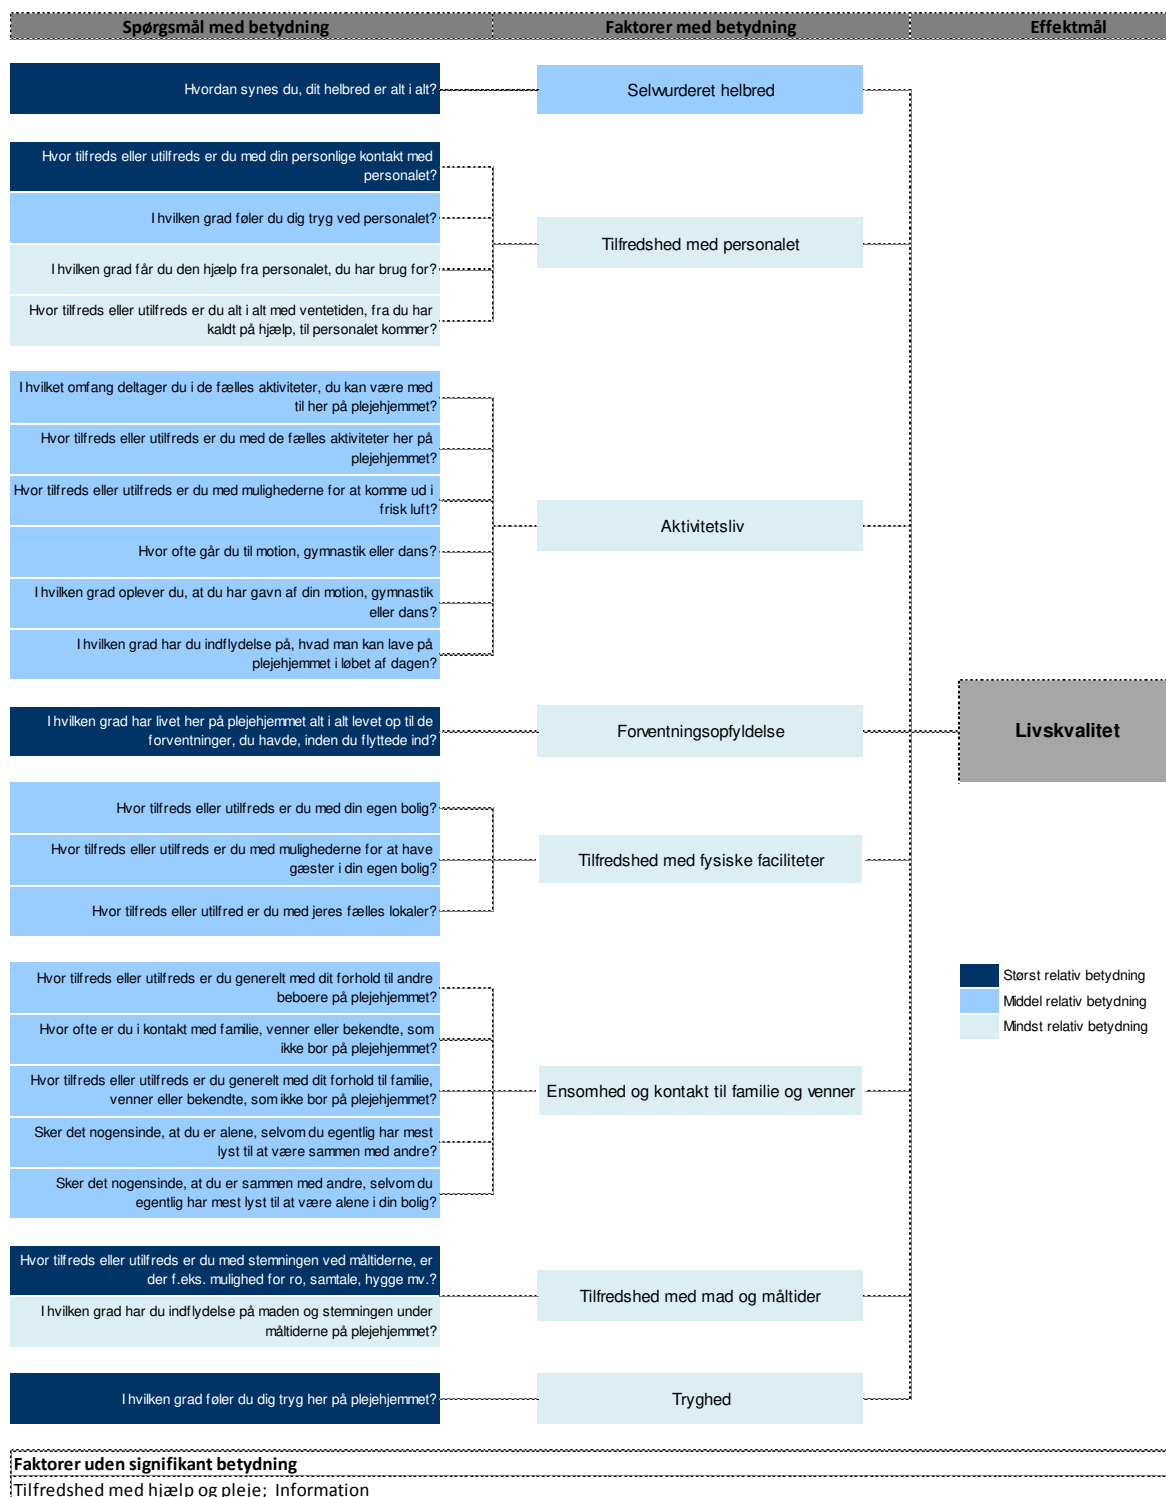 Spørgsmål med betydning
Faktorer med betydning
Effektmål
Hvordan synes du, dit helbred er alt i alt?
Selvvurderet helbred
Hvor tilfreds eller utilfreds er du med din personlige kontakt med
personalet?
I hvilken grad føler du dig tryg ved personalet?
I hvilken grad får du den hjælp fra personalet, du har brug for?
Hvor tilfreds eller utilfreds er du alt i alt med ventetiden, fra du har
kaldt på hjælp, til personalet kommer?
Tilfredshed med personalet
I hvilket omfang deltager du i de fælles aktiviteter, du kan være med
til her på plejehjemmet?
Hvor tilfreds eller utilfreds er du med de fælles aktiviteter her på
plejehjemmet?
Hvor tilfreds eller utilfreds er du med mulighederne for at komme ud i
frisk luft?
Hvor ofte går du til motion, gymnastik eller dans?
I hvilken grad oplever du, at du har gavn af din motion, gymnastik
eller dans?
I hvilken grad har du indflydelse på, hvad man kan lave på
plejehjemmet i løbet af dagen?
Aktivitetsliv
I hvilken grad har livet her på plejehjemmet alt i alt levet op til de
forventninger, du havde, inden du flyttede ind?
Forventningsopfyldelse
Livskvalitet
Hvor tilfreds eller utilfreds er du med din egen bolig?
Hvor tilfreds eller utilfreds er du med mulighederne for at have
gæster i din egen bolig?
Hvor tilfreds eller utilfred er du med jeres fælles lokaler?
Tilfredshed med fysiske faciliteter
Størst relativ betydning
Middel relativ betydning
Mindst relativ betydning
Hvor tilfreds eller utilfreds er du generelt med dit forhold til andre
beboere på plejehjemmet?
Hvor ofte er du i kontakt med familie, venner eller bekendte, som
ikke bor på plejehjemmet?
Hvor tilfreds eller utilfreds er du generelt med dit forhold til familie,
venner eller bekendte, som ikke bor på plejehjemmet?
Sker det nogensinde, at du er alene, selvom du egentlig har mest
lyst til at være sammen med andre?
Sker det nogensinde, at du er sammen med andre, selvom du
egentlig har mest lyst til at være alene i din bolig?
Ensomhed og kontakt til familie og venner
Hvor tilfreds eller utilfreds er du med stemningen ved måltiderne, er
der f.eks. mulighed for ro, samtale, hygge mv.?
I hvilken grad har du indflydelse på maden og stemningen under
måltiderne på plejehjemmet?
Tilfredshed med mad og måltider
I hvilken grad føler du dig tryg her på plejehjemmet?
Tryghed
Faktorer uden signifikant betydning
Tilfredshed med hjælp og pleje; Information